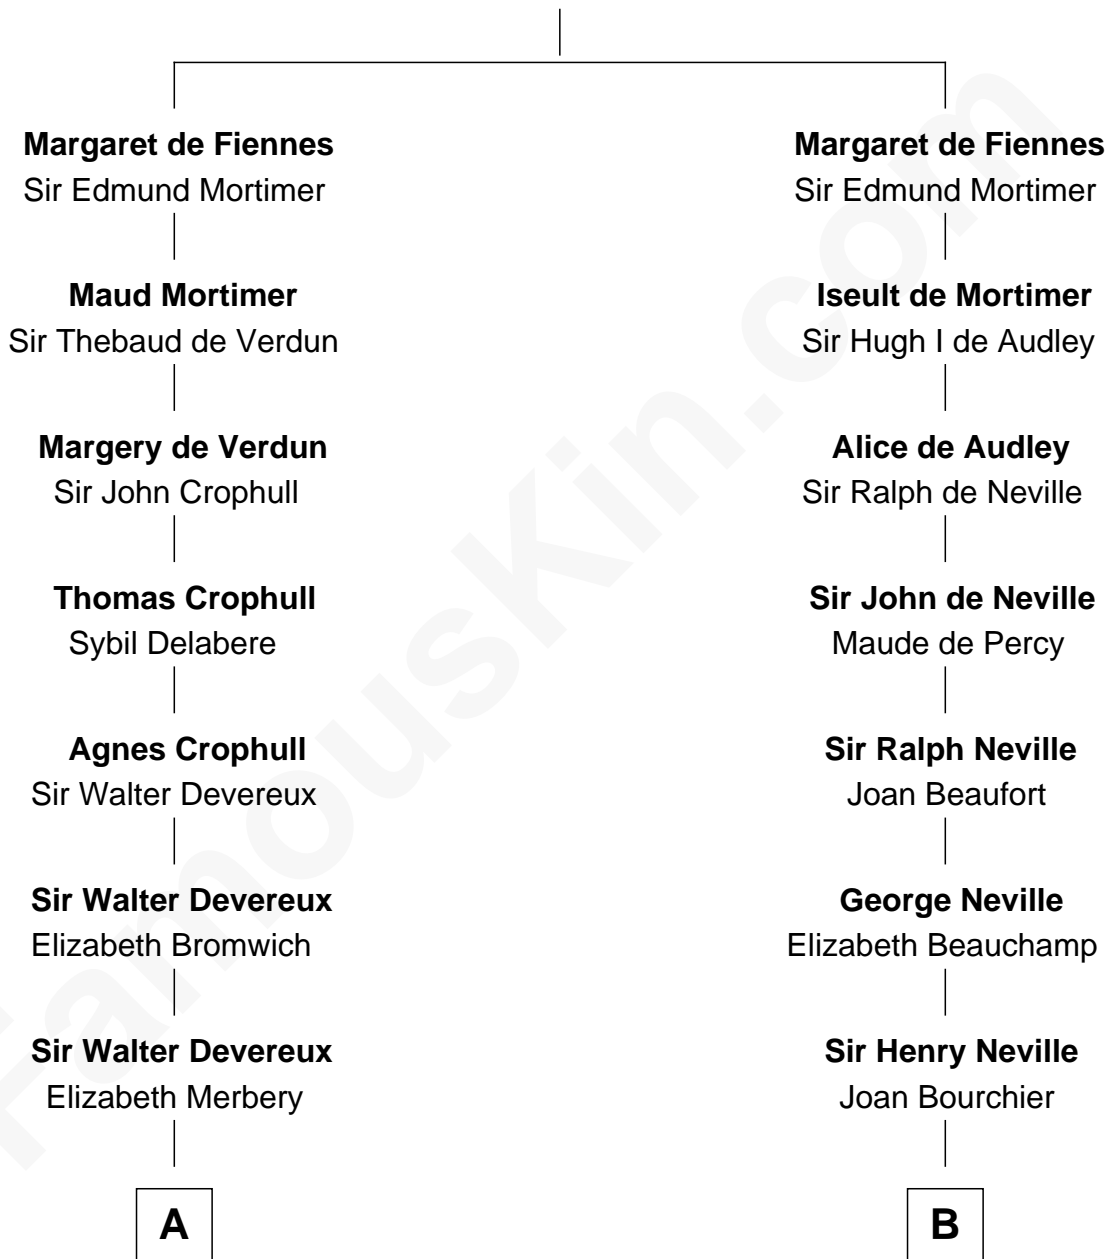 Margaret de Fiennes
Sir Edmund Mortimer
Maud Mortimer
Sir Thebaud de Verdun
Margery de Verdun
Sir John Crophull
Thomas Crophull
Sybil Delabere
Agnes Crophull
Sir Walter Devereux
Sir Walter Devereux
Elizabeth Bromwich
Sir Walter Devereux
Elizabeth Merbery
A
Margaret de Fiennes
Sir Edmund Mortimer
Iseult de Mortimer
Sir Hugh I de Audley
Alice de Audley
Sir Ralph de Neville
Sir John de Neville
Maude de Percy
Sir Ralph Neville
Joan Beaufort
George Neville
Elizabeth Beauchamp
Sir Henry Neville
Joan Bourchier
B
FamousKin.com